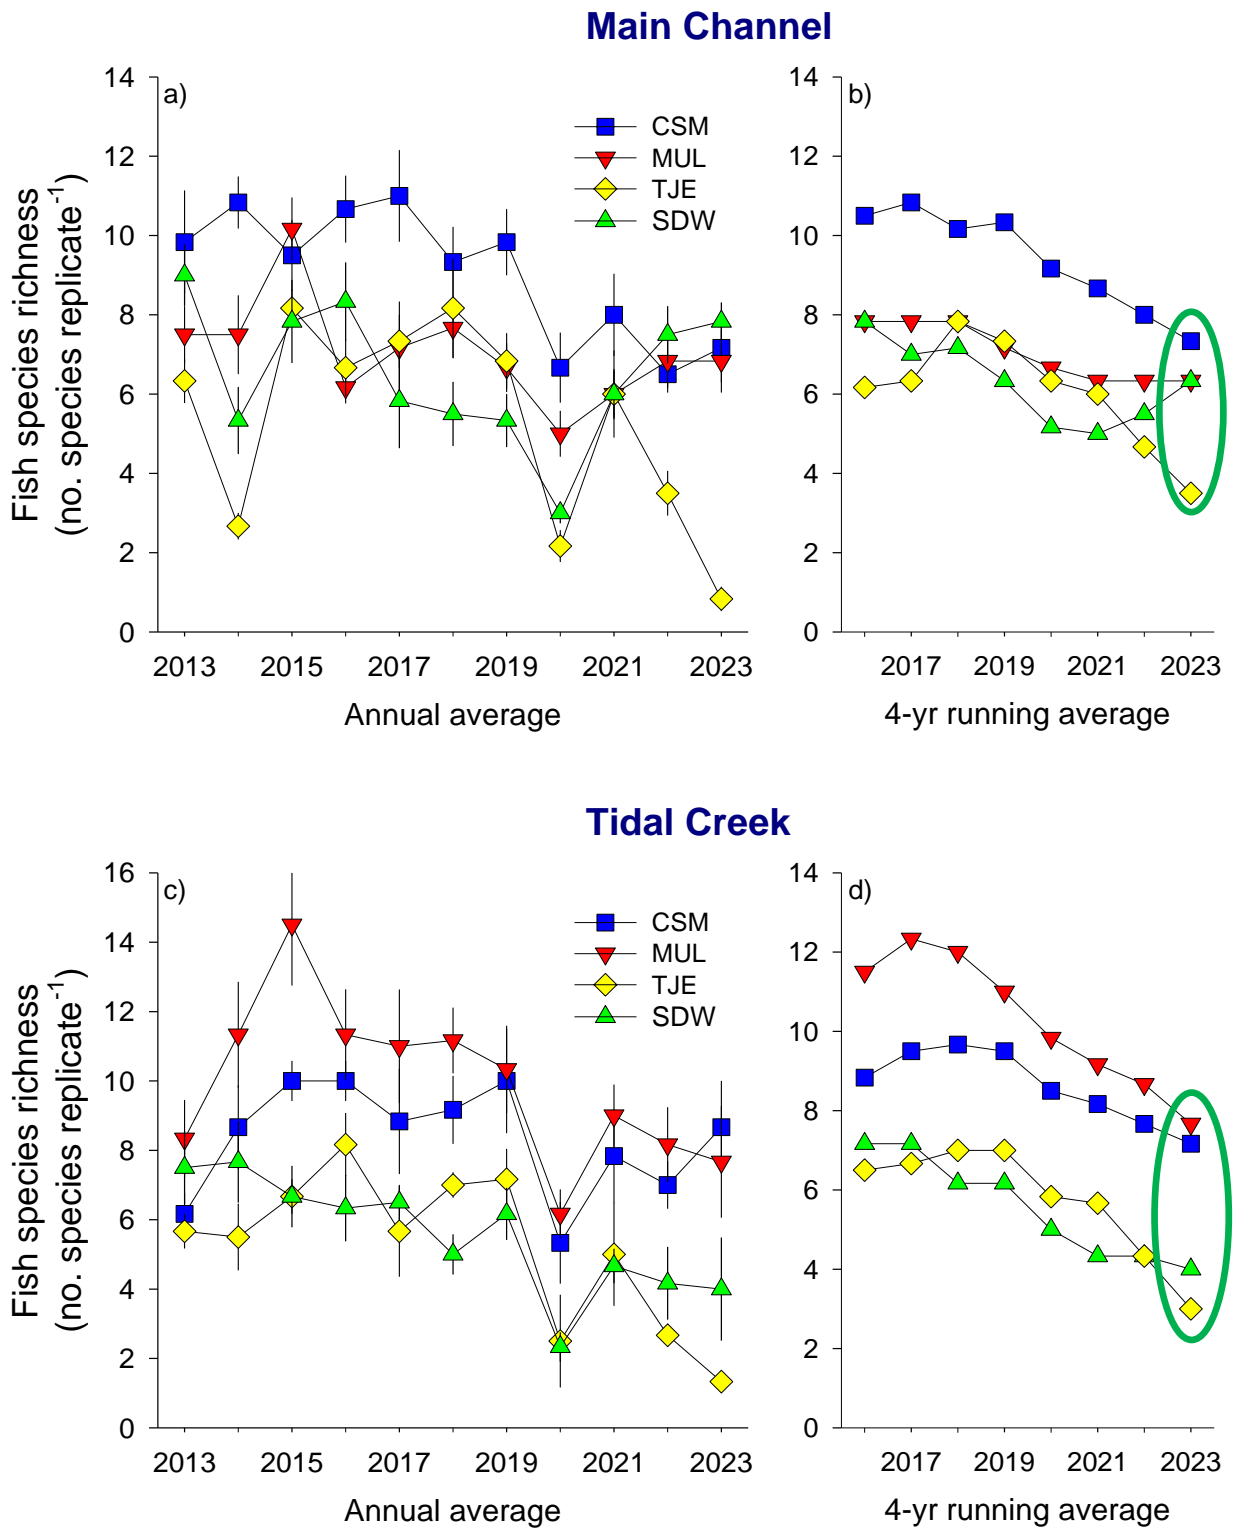 Main Channel
a)
14
12
10
8
6
4
2
0
Fish species richness
(no. species replicate⁻¹)
CSM
MUL
TJE
SDW
2013 2015 2017 2019 2021 2023
Annual average
b)
14
12
10
8
6
4
2
0
2017 2019 2021 2023
4-yr running average
Tidal Creek
c)
16
14
12
10
8
6
4
2
0
Fish species richness
(no. species replicate⁻¹)
CSM
MUL
TJE
SDW
2013 2015 2017 2019 2021 2023
Annual average
d)
14
12
10
8
6
4
2
0
2017 2019 2021 2023
4-yr running average